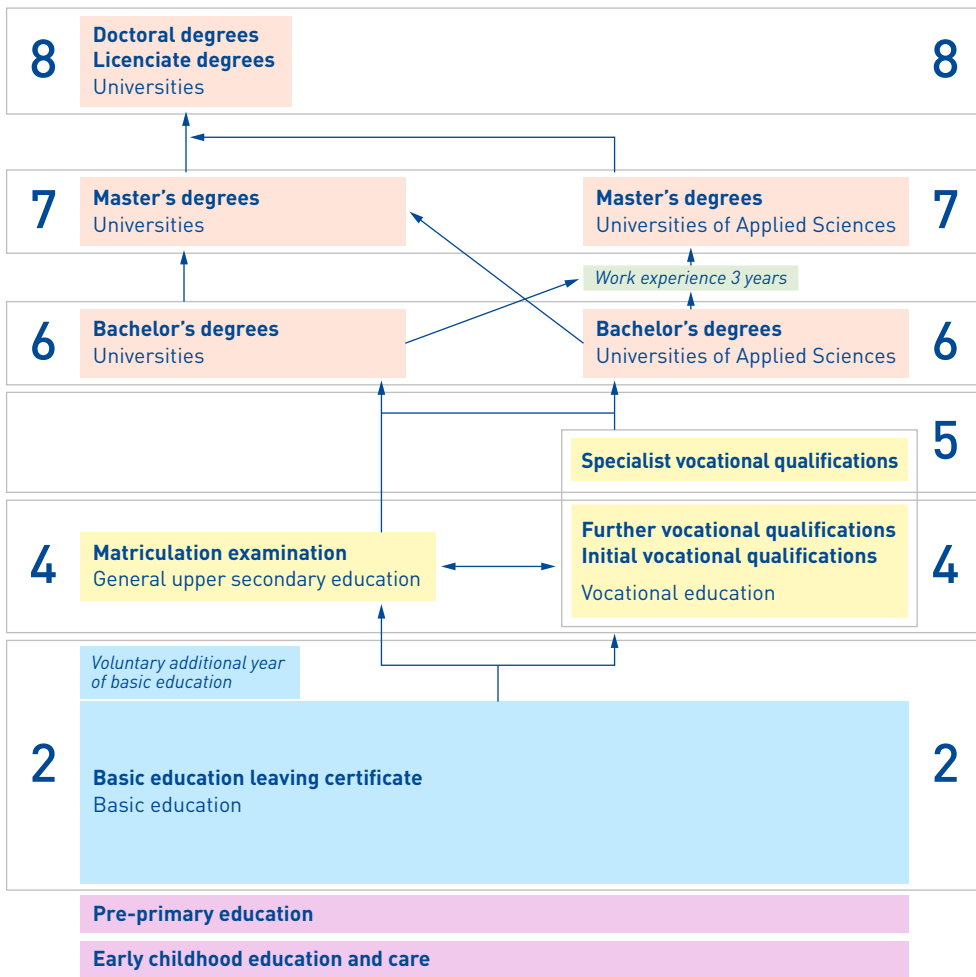 8
Doctoral degrees
Licenciate degrees
Universities
8
7
Master's degrees
Universities
Master's degrees
Universities of Applied Sciences
7
Work experience 3 years
6
Bachelor's degrees
Universities
Bachelor's degrees
Universities of Applied Sciences
6
5
Specialist vocational qualifications
4
Matriculation examination
General upper secondary education
Further vocational qualifications
Initial vocational qualifications
Vocational education
4
Voluntary additional year
of basic education
2
Basic education leaving certificate
Basic education
2
Pre-primary education
Early childhood education and care